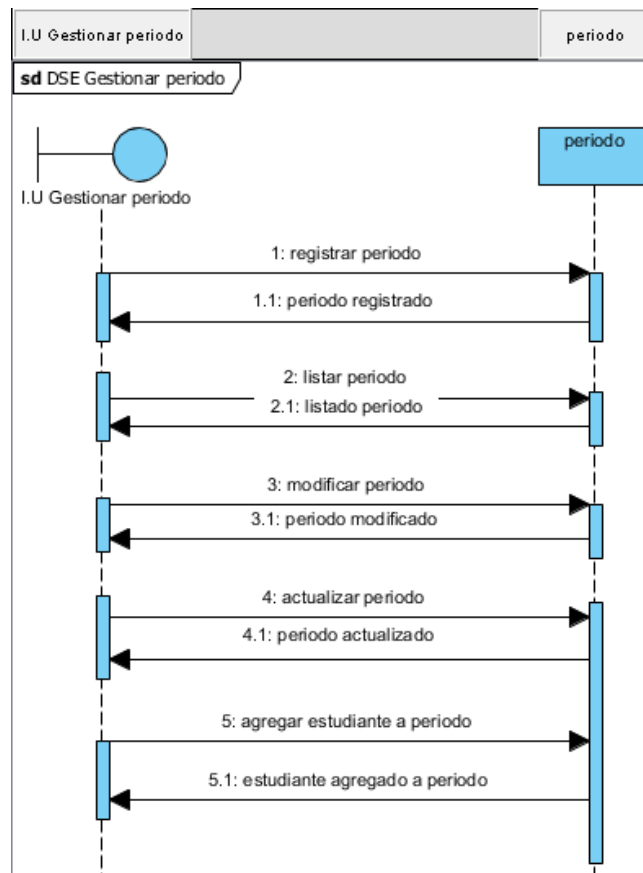 I.U Gestionar periodo
periodo
sd DSE Gestionar periodo
periodo
I.U Gestionar periodo
1: registrar periodo
1.1: periodo registrado
2: listar periodo
2.1: listado periodo
3: modificar periodo
3.1: periodo modificado
4: actualizar periodo
4.1: periodo actualizado
5: agregar estudiante a periodo
5.1: estudiante agregado a periodo